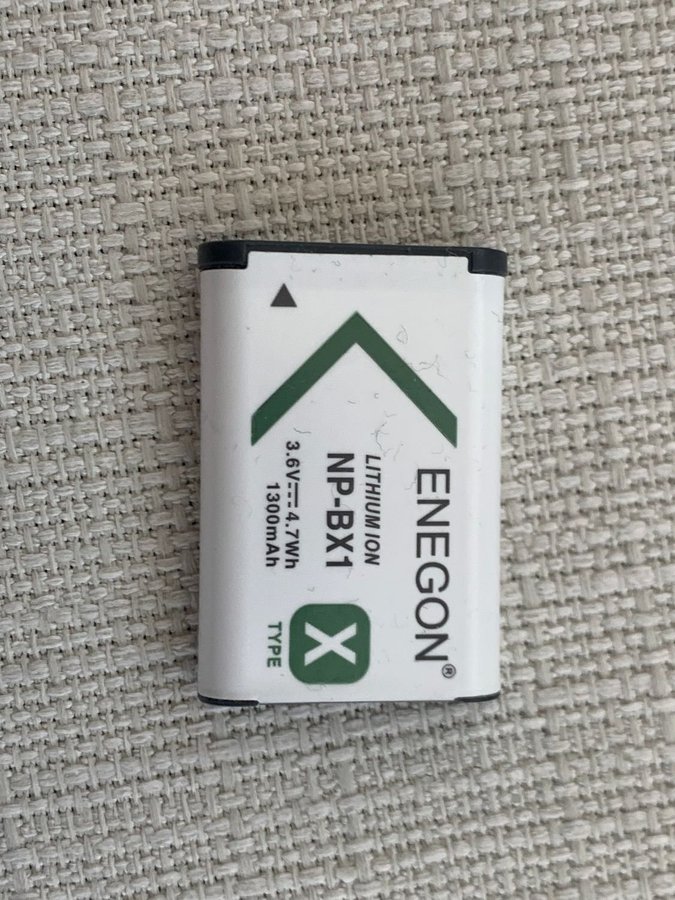 ENEGON®
LITHIUM ION
NP-BX1
3.6V⎓4.7Wh
1300mAh
X
TYPE